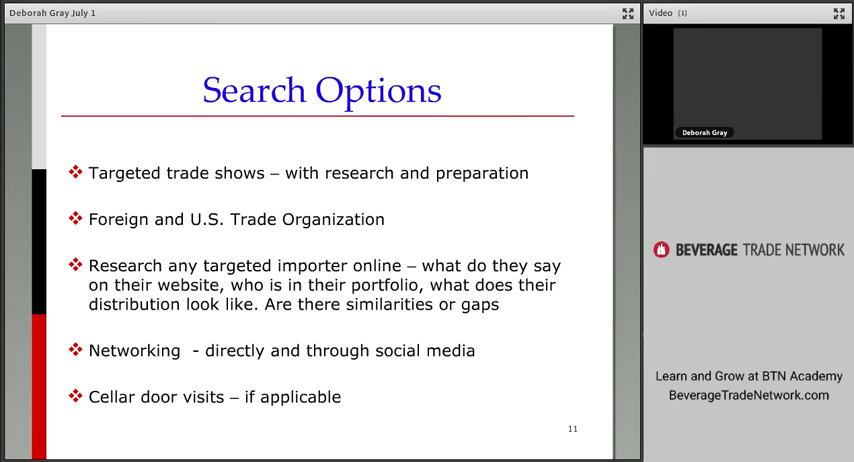 Deborah Gray July 1
Search Options
❖ Targeted trade shows – with research and preparation
❖ Foreign and U.S. Trade Organization
❖ Research any targeted importer online – what do they say
on their website, who is in their portfolio, what does their
distribution look like. Are there similarities or gaps
❖ Networking  - directly and through social media
❖ Cellar door visits – if applicable
11
Video (1)
Deborah Gray
BEVERAGE TRADE NETWORK
Learn and Grow at BTN Academy
BeverageTradeNetwork.com